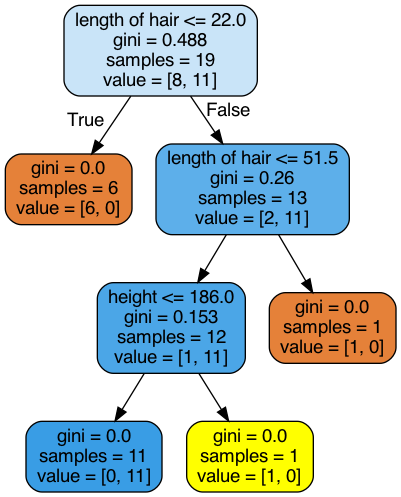 length of hair <= 22.0
gini = 0.488
samples = 19
value = [8, 11]
True
False
gini = 0.0
samples = 6
value = [6, 0]
length of hair <= 51.5
gini = 0.26
samples = 13
value = [2, 11]
height <= 186.0
gini = 0.153
samples = 12
value = [1, 11]
gini = 0.0
samples = 1
value = [1, 0]
gini = 0.0
samples = 11
value = [0, 11]
gini = 0.0
samples = 1
value = [1, 0]